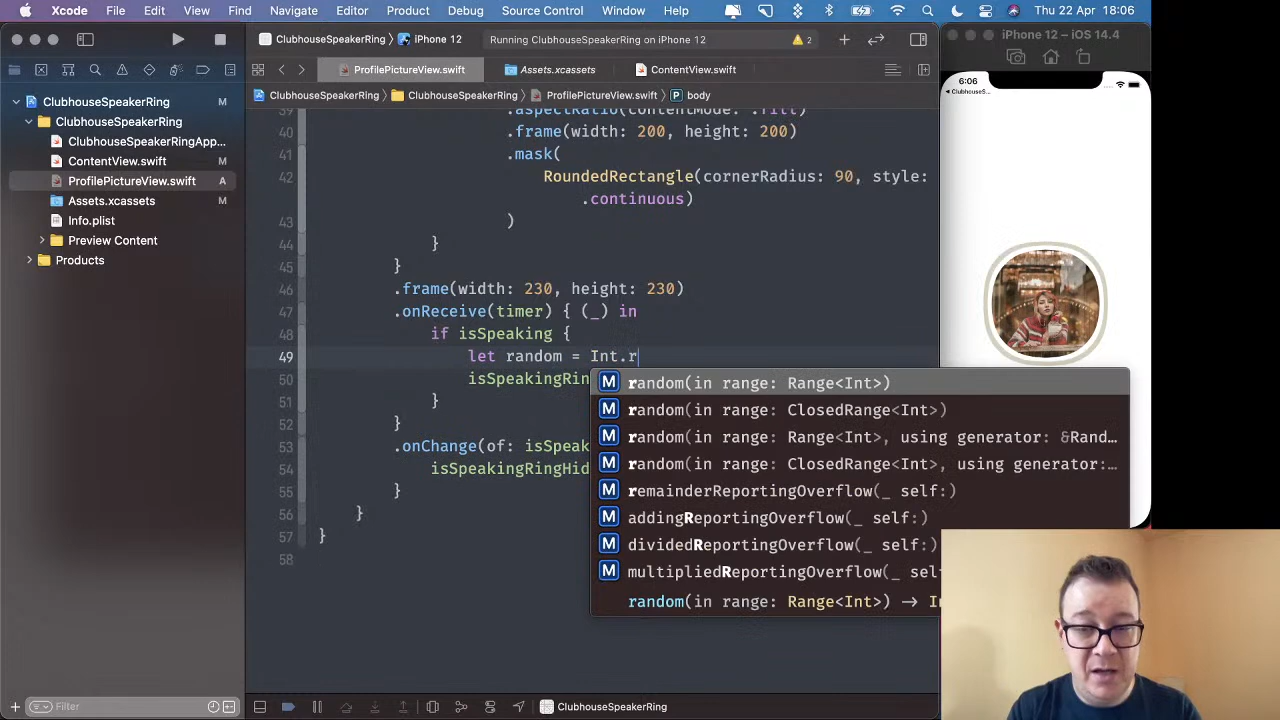 Xcode File Edit View Find Navigate Editor Product Debug Source Control Window Help Thu 22 Apr 18:06
ClubhouseSpeakerRing iPhone 12 Running ClubhouseSpeakerRing on iPhone 12 2
iPhone 12 – iOS 14.4
ProfilePictureView.swift Assets.xcassets ContentView.swift
ClubhouseSpeakerRing ProfilePictureView.swift body
ClubhouseSpeakerRing M
ClubhouseSpeakerRing
ClubhouseSpeakerRingApp...
ContentView.swift M
ProfilePictureView.swift A
Assets.xcassets M
Info.plist
Preview Content
Products
6:06
ClubhouseS...
39 .aspectRatio(contentMode: .fill)
40 .frame(width: 200, height: 200)
41 .mask(
42 RoundedRectangle(cornerRadius: 90, style:
.continuous)
43 )
44 }
45 }
46 .frame(width: 230, height: 230)
47 .onReceive(timer) { (_) in
48 if isSpeaking {
49 let random = Int.r
50 isSpeakingRin
51 }
52 }
53 .onChange(of: isSpeak
54 isSpeakingRingHid
55 }
56 }
57 }
58
M random(in range: Range<Int>)
M random(in range: ClosedRange<Int>)
M random(in range: Range<Int>, using generator: &Rand...
M random(in range: ClosedRange<Int>, using generator:...
M remainderReportingOverflow(_ self:)
M addingReportingOverflow(_ self:)
M dividedReportingOverflow(_ self:)
M multipliedReportingOverflow(_ self
random(in range: Range<Int>) -> In
Filter
ClubhouseSpeakerRing